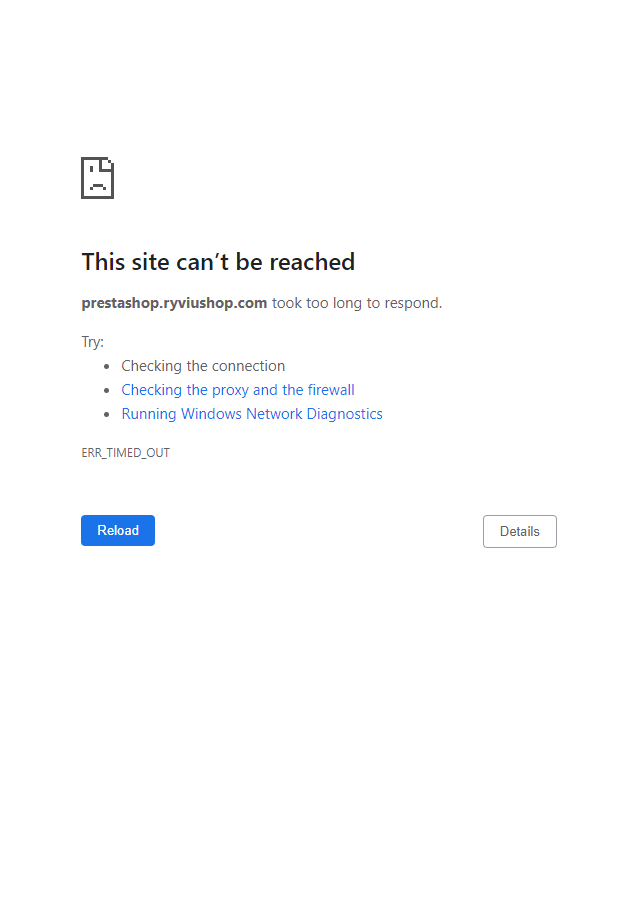 This site can’t be reached
prestashop.ryviushop.com took too long to respond.
Try:
Checking the connection
Checking the proxy and the firewall
Running Windows Network Diagnostics
ERR_TIMED_OUT
Reload
Details